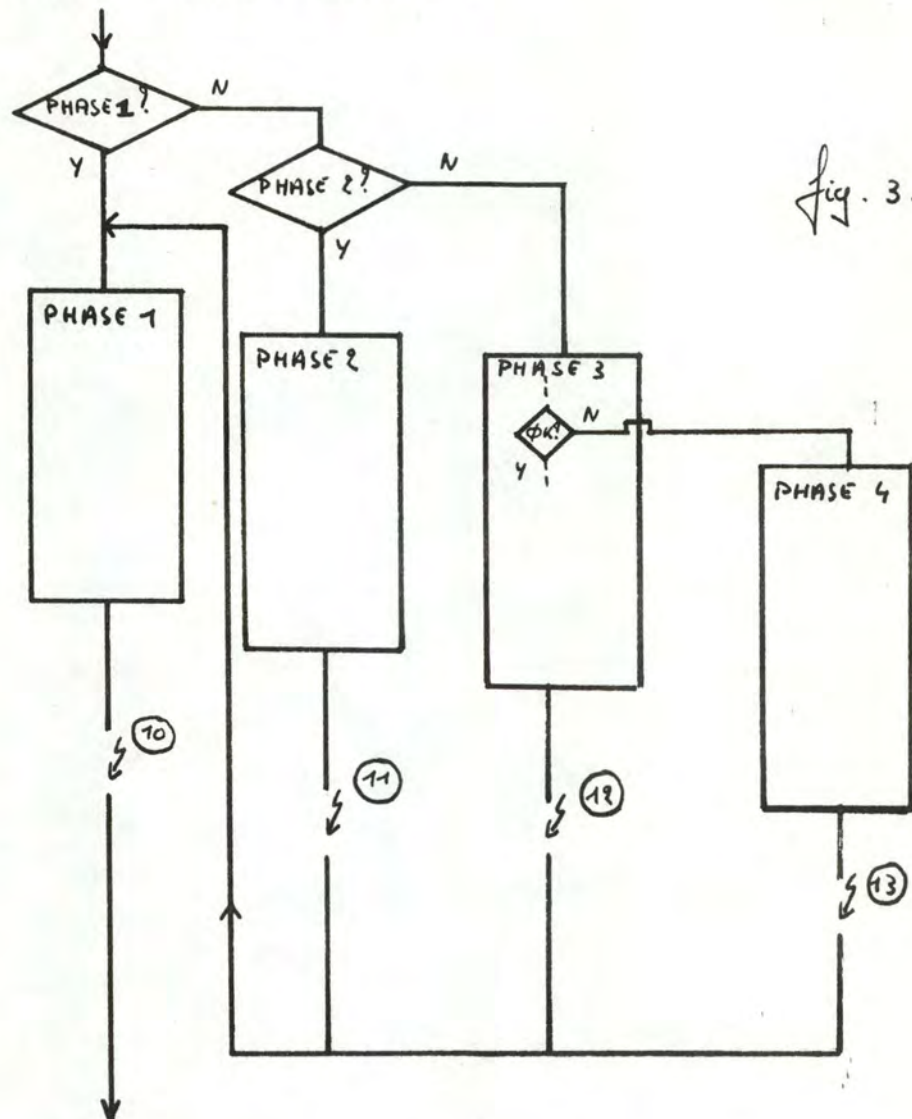 PHASE 1?
N
Y
PHASE 2?
N
Y
fig. 3.
PHASE 1
PHASE 2
PHASE 3
N
φK?
Y
PHASE 4
10
11
12
13